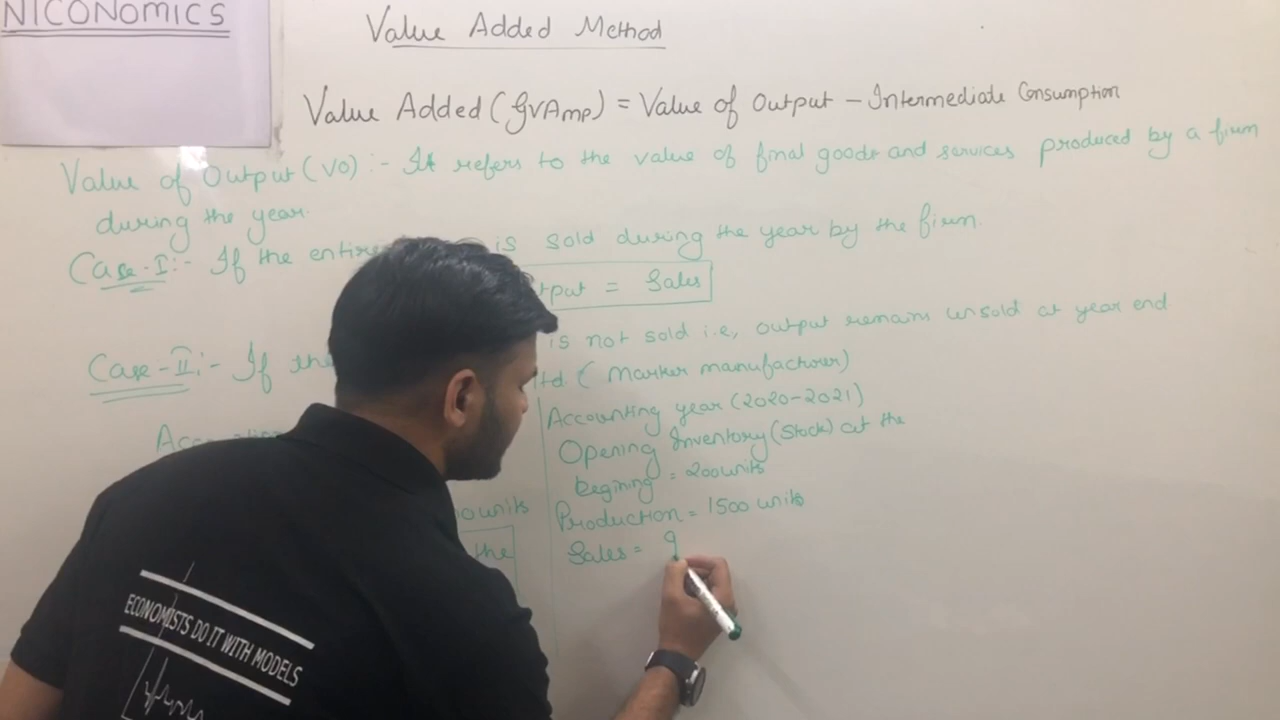 NICONOMICS
Value Added Method
Value Added (GVAMP) = Value of Output - Intermediate Consumption
Value of Output (VO) :- It refers to the value of final goods and services produced by a firm
during the year.
Case-I:- If the entire is sold during the year by the firm.
tput = Sales
Case-II:- If the is not sold i.e, output remains unsold at year end
ltd. ( Marker manufacturer)
Accounting year (2020-2021)
Opening Inventory (Stock) at the
Begining = 200 units
Production = 1500 units
Sales = 9
units
the
ECONOMISTS DO IT WITH MODELS